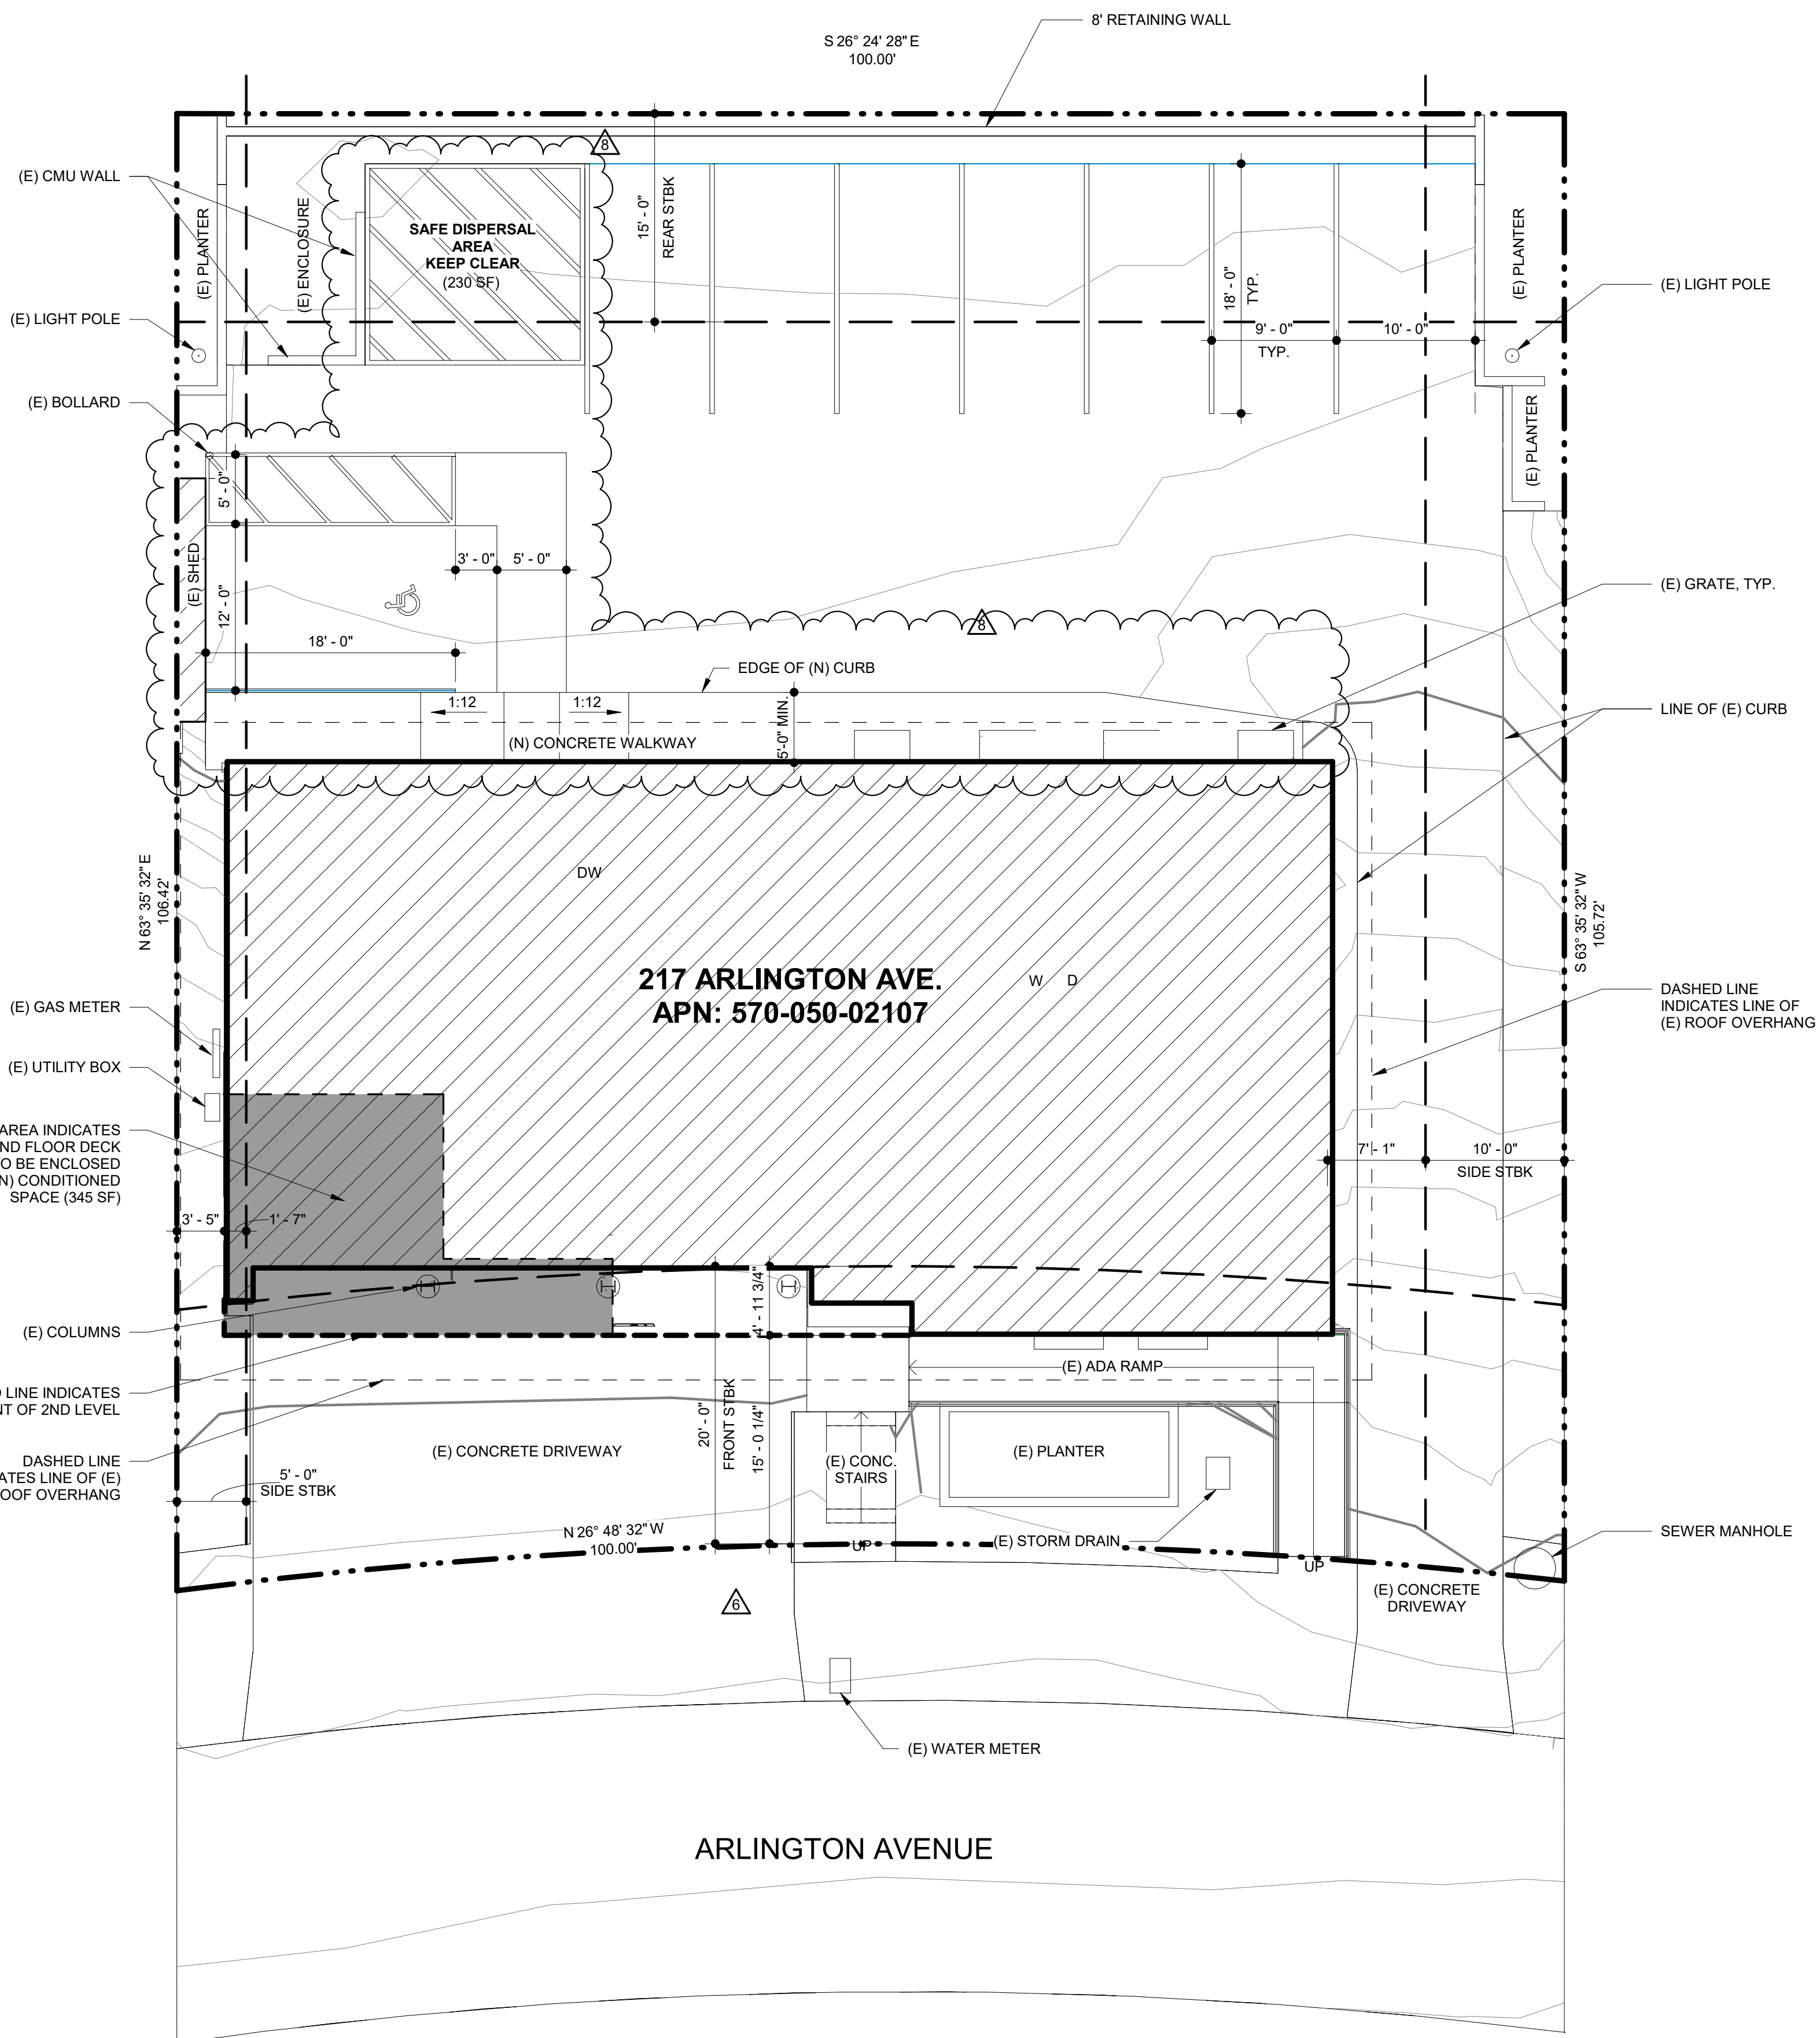 8' RETAINING WALL
S 26° 24' 28" E
100.00'
8
(E) CMU WALL
(E) PLANTER
(E) ENCLOSURE
SAFE DISPERSAL
AREA
KEEP CLEAR
(230 SF)
15' - 0"
REAR STBK
18' - 0"
TYP.
(E) PLANTER
(E) LIGHT POLE
(E) LIGHT POLE
9' - 0"
TYP.
10' - 0"
(E) BOLLARD
(E) PLANTER
5' - 0"
(E) SHED
3' - 0"
5' - 0"
12' - 0"
(E) GRATE, TYP.
8
18' - 0"
EDGE OF (N) CURB
1:12
1:12
LINE OF (E) CURB
(N) CONCRETE WALKWAY
5'-0" MIN.
DW
N 63° 35' 32" E
106.42'
S 63° 35' 32" W
105.72'
217 ARLINGTON AVE.
APN: 570-050-02107
W
D
(E) GAS METER
DASHED LINE
INDICATES LINE OF
(E) ROOF OVERHANG
(E) UTILITY BOX
AREA INDICATES
ND FLOOR DECK
O BE ENCLOSED
N) CONDITIONED
SPACE (345 SF)
7' - 1"
10' - 0"
SIDE STBK
3' - 5"
1' - 7"
4' - 11 3/4"
(E) COLUMNS
(E) ADA RAMP
LINE INDICATES
NT OF 2ND LEVEL
20' - 0"
FRONT STBK
15' - 0 1/4"
(E) CONCRETE DRIVEWAY
(E) CONC.
STAIRS
(E) PLANTER
DASHED LINE
ATES LINE OF (E)
OOF OVERHANG
5' - 0"
SIDE STBK
N 26° 48' 32" W
100.00'
UP
(E) STORM DRAIN
UP
SEWER MANHOLE
(E) CONCRETE
DRIVEWAY
6
(E) WATER METER
ARLINGTON AVENUE